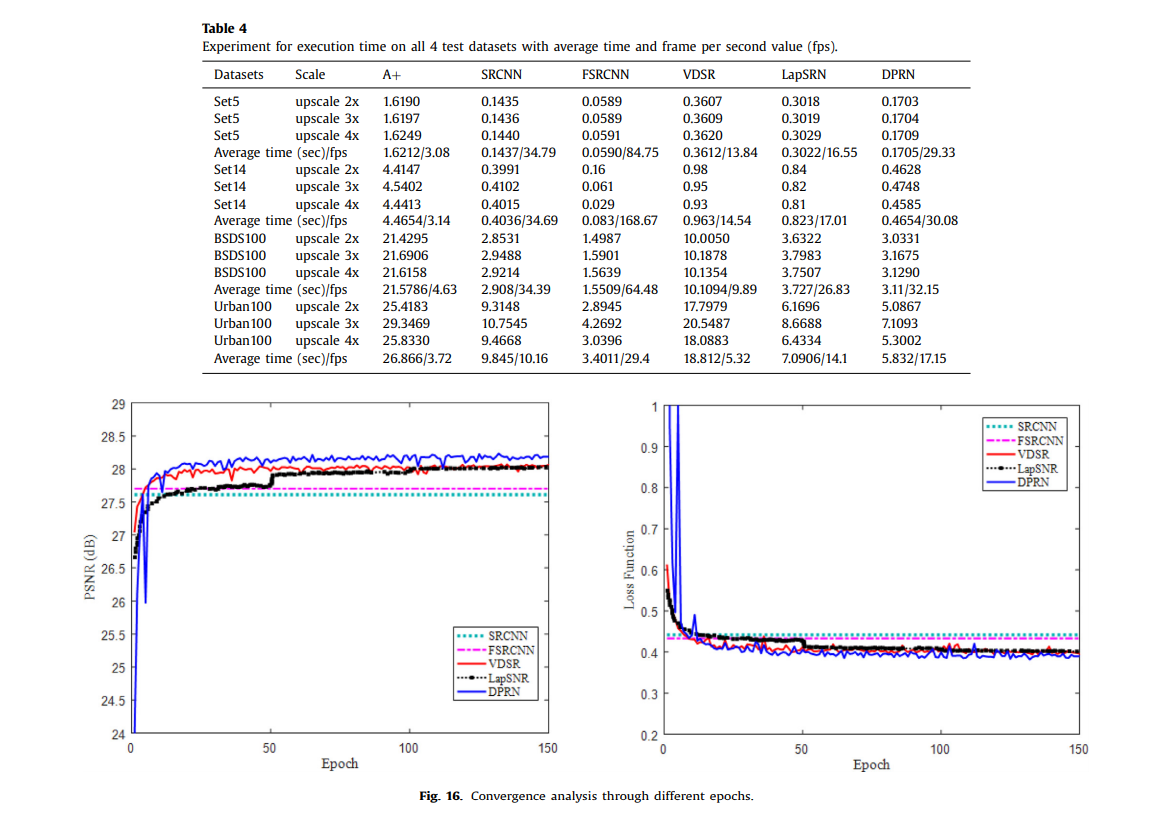 Table 4
Experiment for execution time on all 4 test datasets with average time and frame per second value (fps).
Datasets Scale A+ SRCNN FSRCNN VDSR LapSRN DPRN
Set5 upscale 2x 1.6190 0.1435 0.0589 0.3607 0.3018 0.1703
Set5 upscale 3x 1.6197 0.1436 0.0589 0.3609 0.3019 0.1704
Set5 upscale 4x 1.6249 0.1440 0.0591 0.3620 0.3029 0.1709
Average time (sec)/fps 1.6212/3.08 0.1437/34.79 0.0590/84.75 0.3612/13.84 0.3022/16.55 0.1705/29.33
Set14 upscale 2x 4.4147 0.3991 0.16 0.98 0.84 0.4628
Set14 upscale 3x 4.5402 0.4102 0.061 0.95 0.82 0.4748
Set14 upscale 4x 4.4413 0.4015 0.029 0.93 0.81 0.4585
Average time (sec)/fps 4.4654/3.14 0.4036/34.69 0.083/168.67 0.963/14.54 0.823/17.01 0.4654/30.08
BSDS100 upscale 2x 21.4295 2.8531 1.4987 10.0050 3.6322 3.0331
BSDS100 upscale 3x 21.6906 2.9488 1.5901 10.1878 3.7983 3.1675
BSDS100 upscale 4x 21.6158 2.9214 1.5639 10.1354 3.7507 3.1290
Average time (sec)/fps 21.5786/4.63 2.908/34.39 1.5509/64.48 10.1094/9.89 3.727/26.83 3.11/32.15
Urban100 upscale 2x 25.4183 9.3148 2.8945 17.7979 6.1696 5.0867
Urban100 upscale 3x 29.3469 10.7545 4.2692 20.5487 8.6688 7.1093
Urban100 upscale 4x 25.8330 9.4668 3.0396 18.0883 6.4334 5.3002
Average time (sec)/fps 26.866/3.72 9.845/10.16 3.4011/29.4 18.812/5.32 7.0906/14.1 5.832/17.15
29
28.5
28
27.5
27
26.5
26
25.5
25
24.5
24
PSNR (dB)
SRCNN
FSRCNN
VDSR
LapSNR
DPRN
0 50 100 150
Epoch
1
0.9
0.8
0.7
0.6
0.5
0.4
0.3
0.2
Loss Function
SRCNN
FSRCNN
VDSR
LapSNR
DPRN
0 50 100 150
Epoch
Fig. 16. Convergence analysis through different epochs.